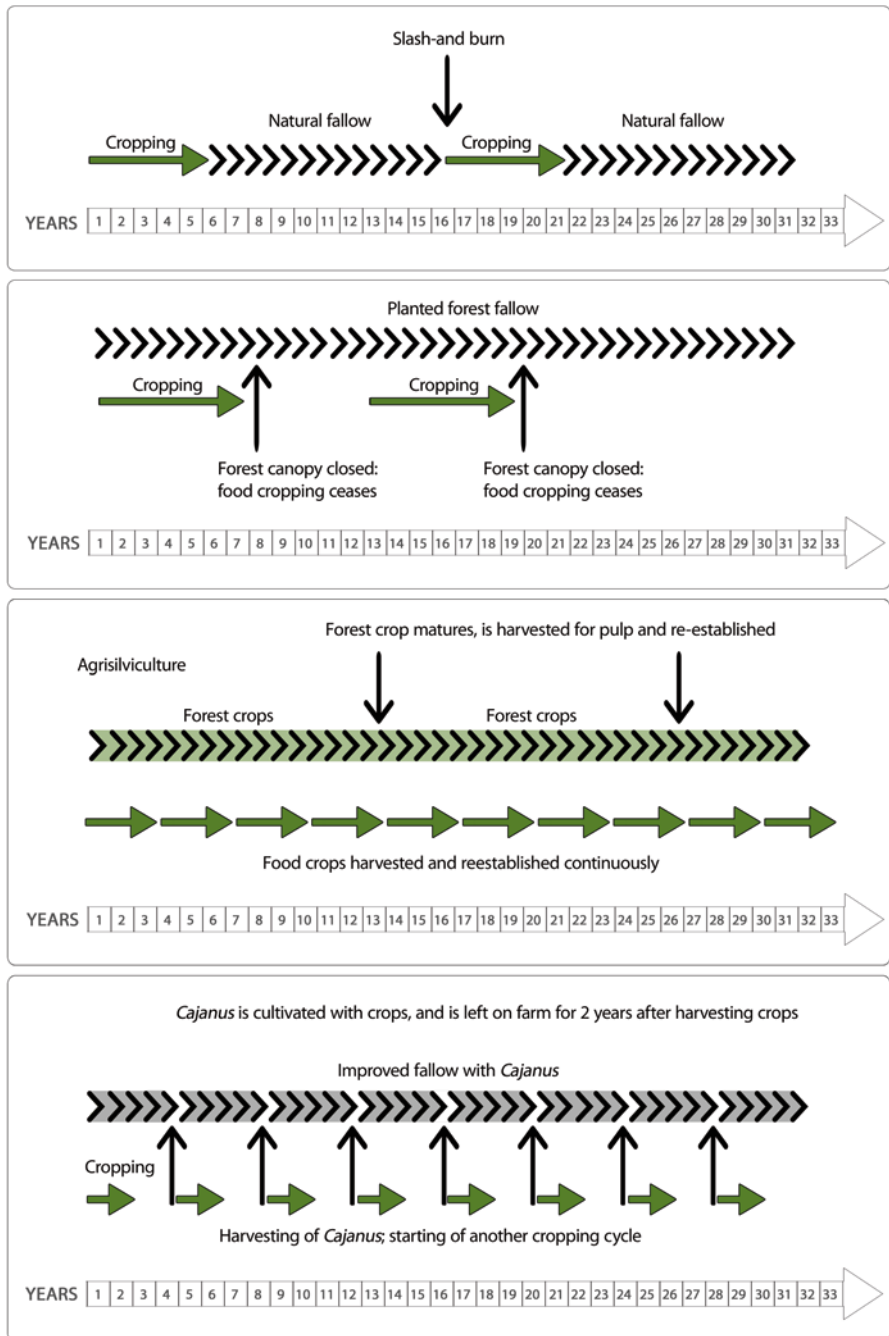 Slash-and burn
Natural fallow
Natural fallow
Cropping
Cropping
YEARS 1 2 3 4 5 6 7 8 9 10 11 12 13 14 15 16 17 18 19 20 21 22 23 24 25 26 27 28 29 30 31 32 33
Planted forest fallow
Cropping
Cropping
Forest canopy closed:
food cropping ceases
Forest canopy closed:
food cropping ceases
YEARS 1 2 3 4 5 6 7 8 9 10 11 12 13 14 15 16 17 18 19 20 21 22 23 24 25 26 27 28 29 30 31 32 33
Forest crop matures, is harvested for pulp and re-established
Agrisilviculture
Forest crops
Forest crops
Food crops harvested and reestablished continuously
YEARS 1 2 3 4 5 6 7 8 9 10 11 12 13 14 15 16 17 18 19 20 21 22 23 24 25 26 27 28 29 30 31 32 33
Cajanus is cultivated with crops, and is left on farm for 2 years after harvesting crops
Improved fallow with Cajanus
Cropping
Harvesting of Cajanus; starting of another cropping cycle
YEARS 1 2 3 4 5 6 7 8 9 10 11 12 13 14 15 16 17 18 19 20 21 22 23 24 25 26 27 28 29 30 31 32 33